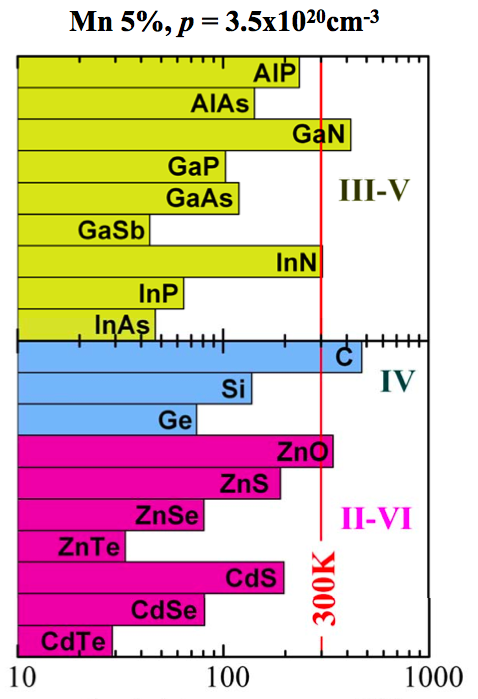 Mn 5%, p = 3.5x10²⁰cm⁻³
AlP
AlAs
GaN
GaP
GaAs
III-V
GaSb
InN
InP
InAs
C
IV
Si
Ge
ZnO
ZnS
ZnSe
II-VI
ZnTe
CdS
300K
CdSe
CdTe
10 100 1000